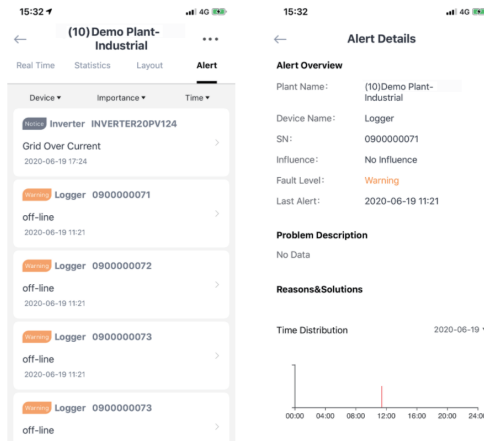 15:32
4G
(10)Demo Plant-
Industrial
Real Time Statistics Layout Alert
Device Importance Time
Notice Inverter INVERTER20PV124
Grid Over Current
2020-06-19 17:24
Warning Logger 0900000071
off-line
2020-06-19 11:21
Warning Logger 0900000072
off-line
2020-06-19 11:21
Warning Logger 0900000073
off-line
2020-06-19 11:21
Warning Logger 0900000073
off-line
15:32
4G
Alert Details
Alert Overview
Plant Name: (10)Demo Plant-
Industrial
Device Name: Logger
SN: 0900000071
Influence: No Influence
Fault Level: Warning
Last Alert: 2020-06-19 11:21
Problem Description
No Data
Reasons&Solutions
Time Distribution 2020-06-19
00:00 04:00 08:00 12:00 16:00 20:00 24:00